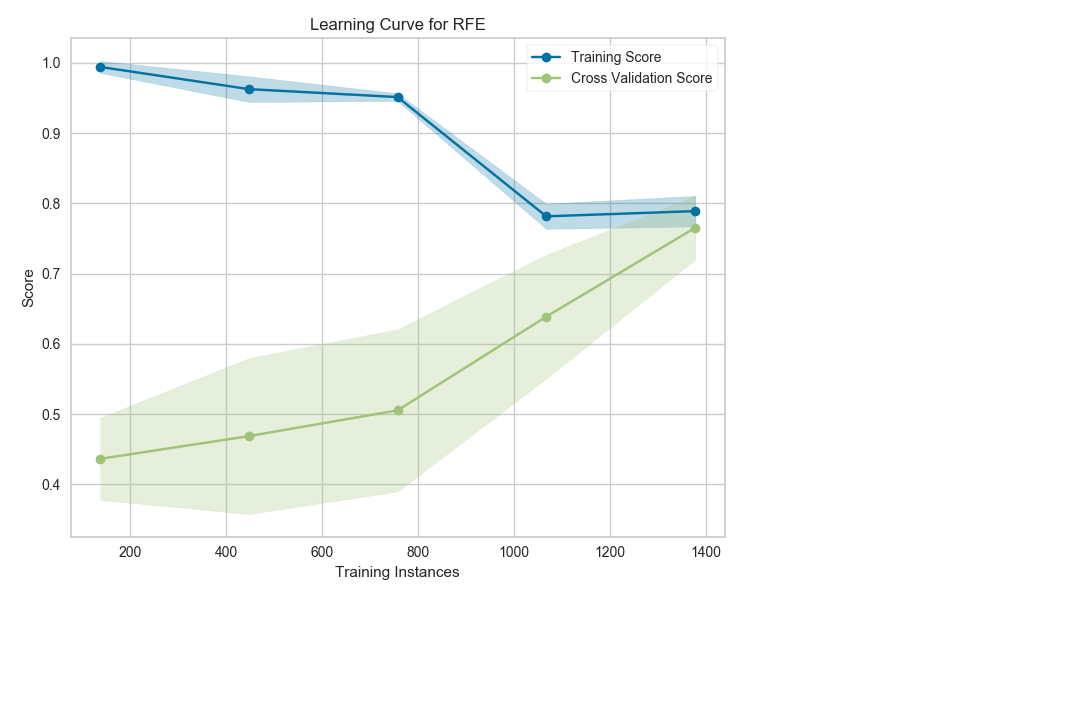 Learning Curve for RFE
Training Score
Cross Validation Score
1.0
0.9
0.8
0.7
0.6
0.5
0.4
Score
200 400 600 800 1000 1200 1400
Training Instances